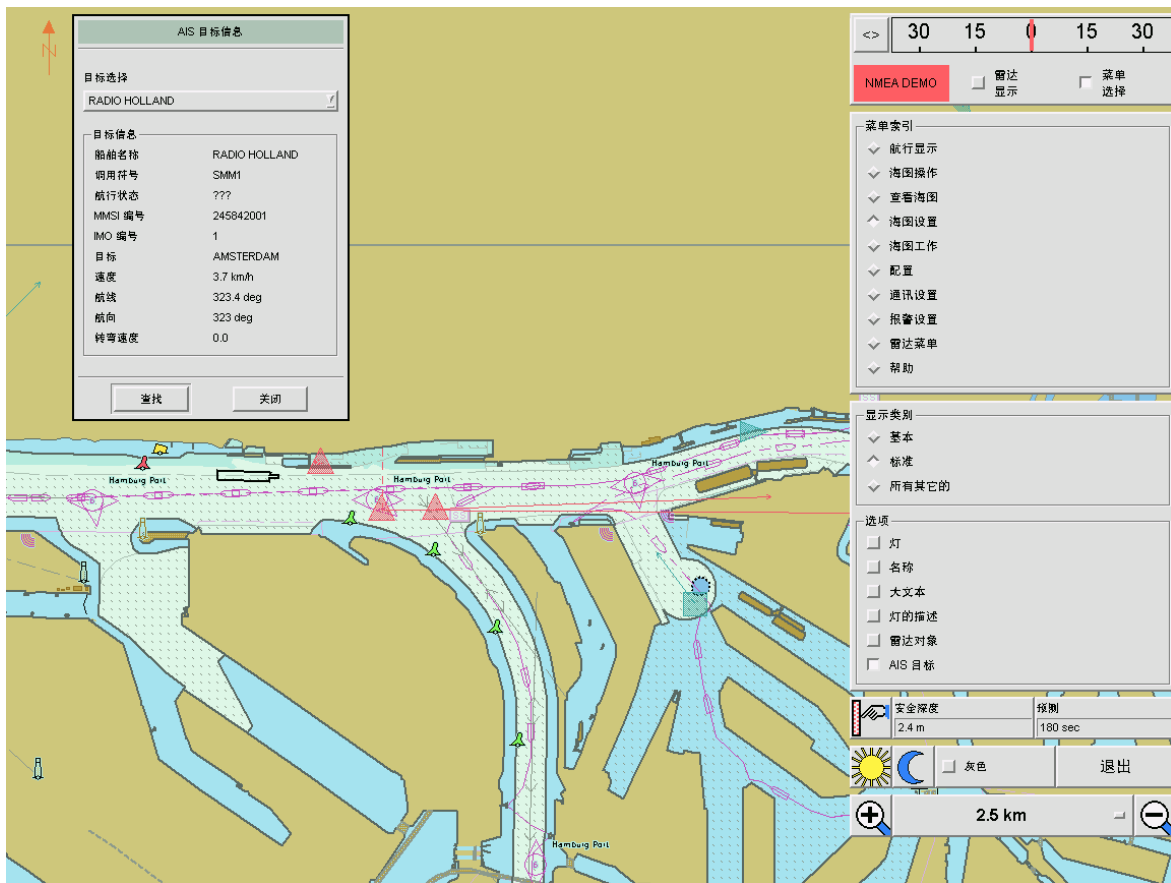 N
AIS 目标信息
目标选择
RADIO HOLLAND
目标信息
船舶名称 RADIO HOLLAND
调用符号 SMM1
航行状态 ???
MMSI 编号 245842001
IMO 编号 1
目标 AMSTERDAM
速度 3.7 km/h
航线 323.4 deg
航向 323 deg
转弯速度 0.0
查找 关闭
Hamburg Port
Hamburg Port
Hamburg Port
Hamburg Port
<> 30 15 0 15 30
NMEA DEMO 雷达显示 菜单选择
菜单索引
航行显示
海图操作
查看海图
海图设置
海图工作
配置
通讯设置
报警设置
雷达菜单
帮助
显示类别
基本
标准
所有其它的
选项
灯
名称
大文本
灯的描述
雷达对象
AIS 目标
安全深度 预测
2.4 m 180 sec
灰色 退出
2.5 km